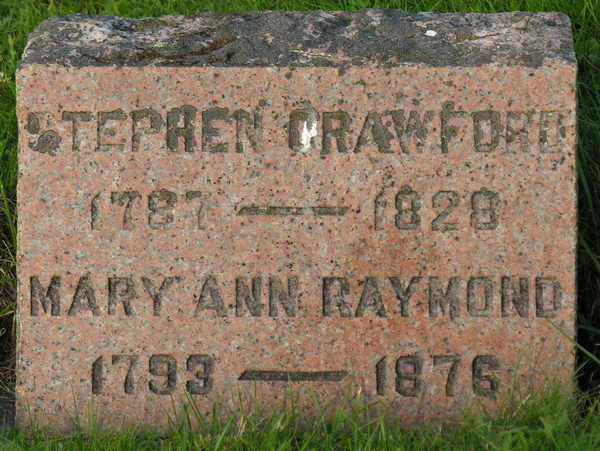 STEPHEN CRAWFORD
1787 — 1828
MARY ANN RAYMOND
1793 — 1876